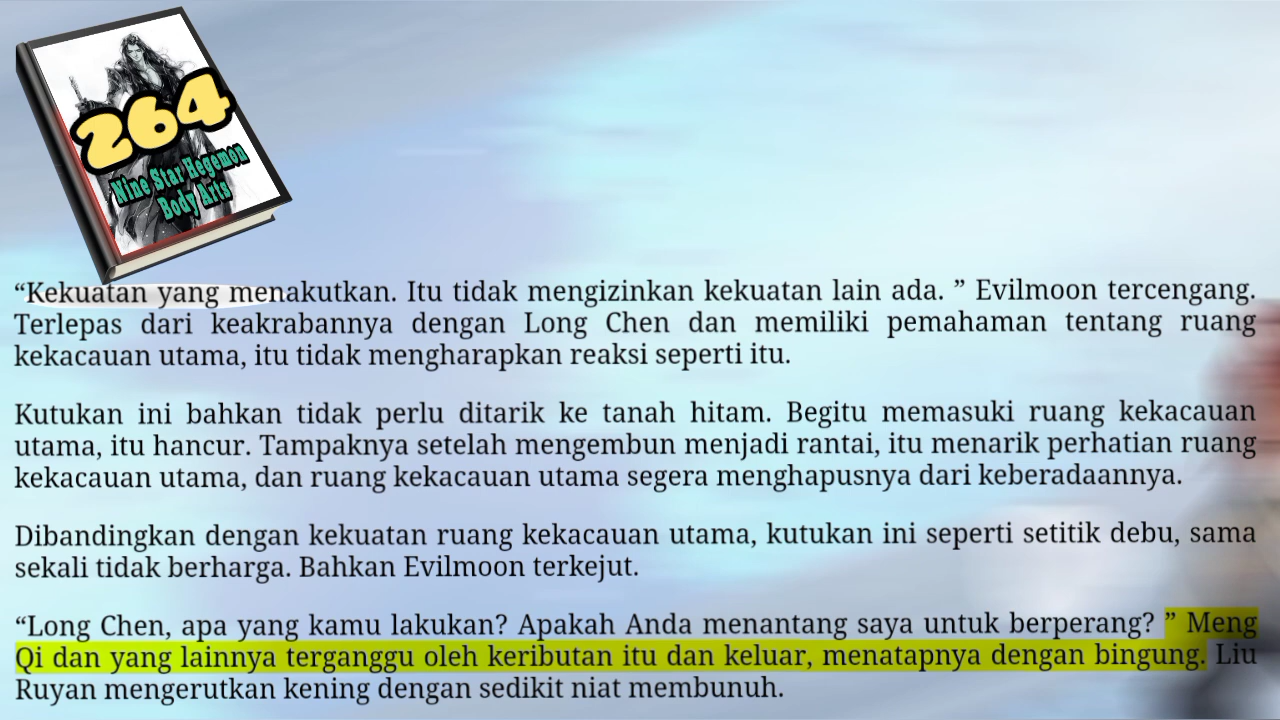 264
Nine Star Hegemon
Body Arts
“Kekuatan yang menakutkan. Itu tidak mengizinkan kekuatan lain ada. ” Evilmoon tercengang.
Terlepas dari keakrabannya dengan Long Chen dan memiliki pemahaman tentang ruang
kekacauan utama, itu tidak mengharapkan reaksi seperti itu.
Kutukan ini bahkan tidak perlu ditarik ke tanah hitam. Begitu memasuki ruang kekacauan
utama, itu hancur. Tampaknya setelah mengembun menjadi rantai, itu menarik perhatian ruang
kekacauan utama, dan ruang kekacauan utama segera menghapusnya dari keberadaannya.
Dibandingkan dengan kekuatan ruang kekacauan utama, kutukan ini seperti setitik debu, sama
sekali tidak berharga. Bahkan Evilmoon terkejut.
“Long Chen, apa yang kamu lakukan? Apakah Anda menantang saya untuk berperang? ” Meng
Qi dan yang lainnya terganggu oleh keributan itu dan keluar, menatapnya dengan bingung. Liu
Ruyan mengerutkan kening dengan sedikit niat membunuh.